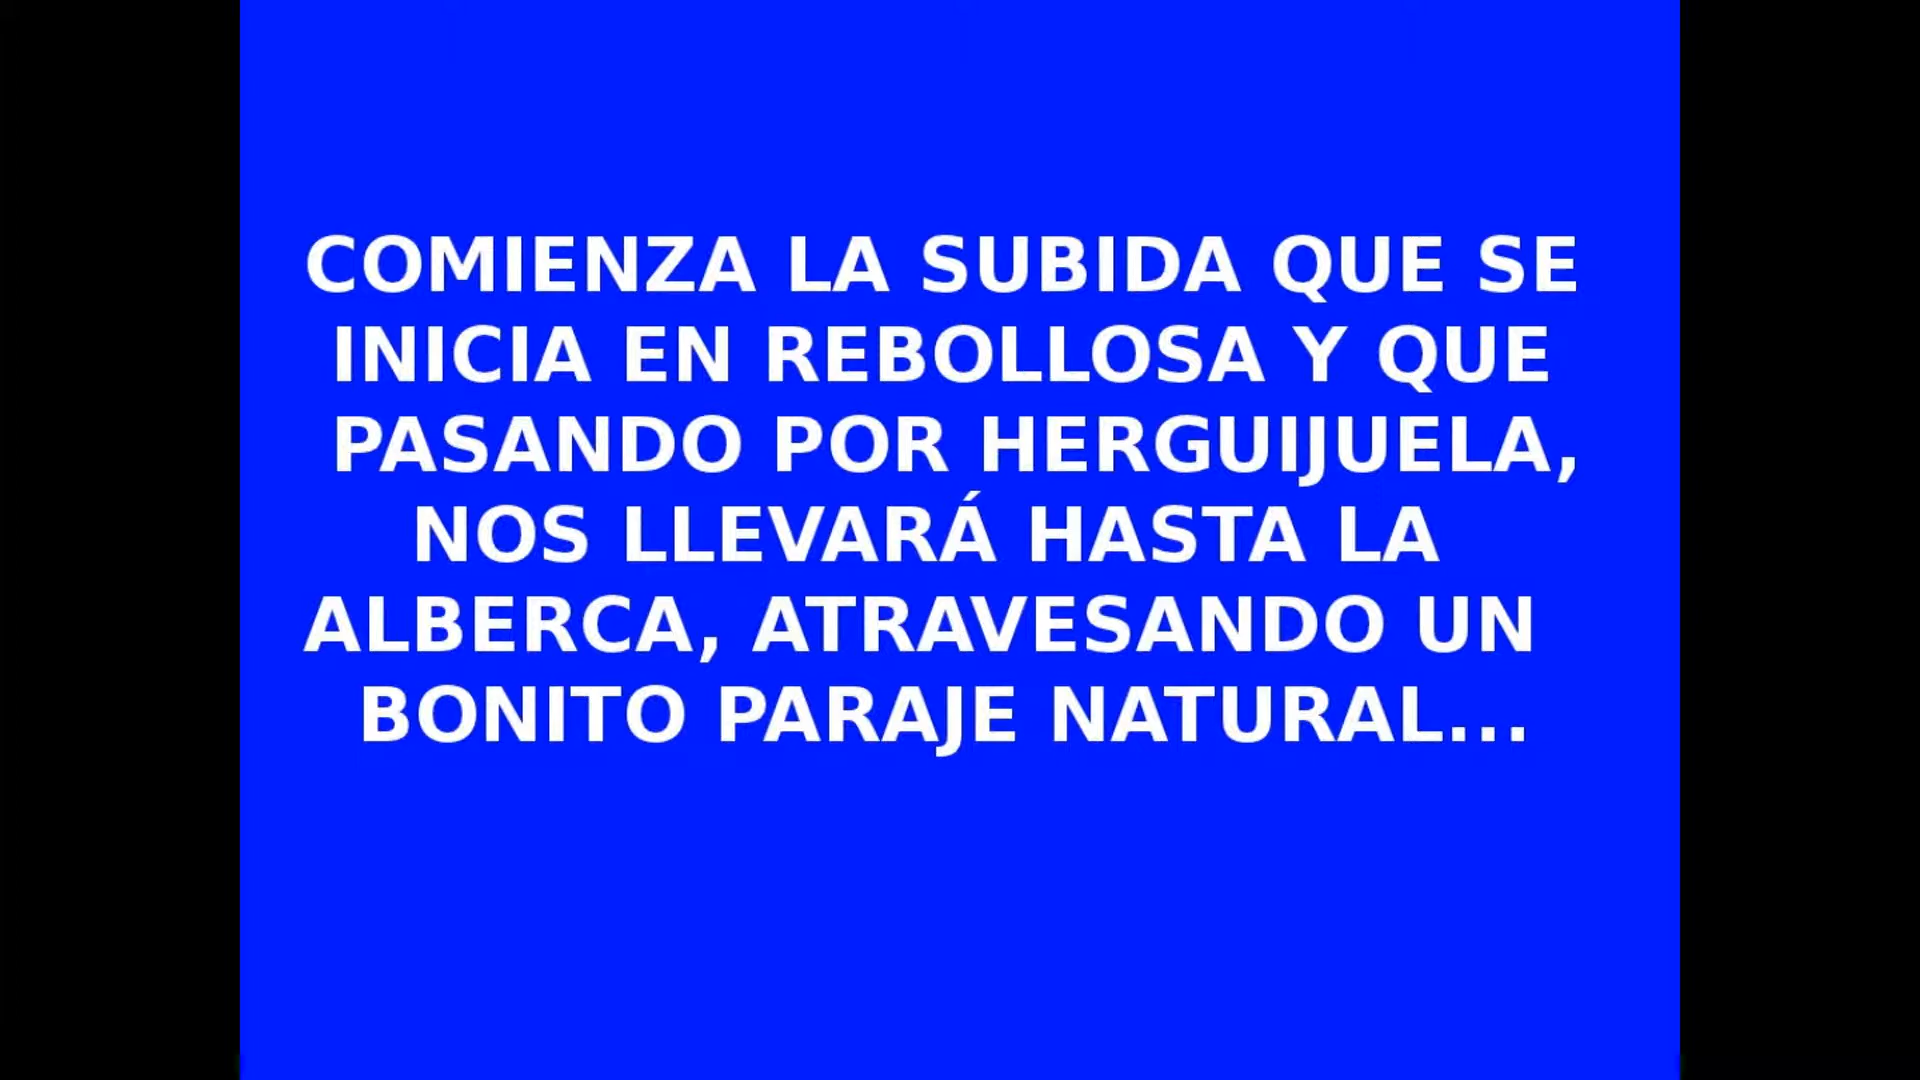 COMIENZA LA SUBIDA QUE SE
INICIA EN REBOLLOSA Y QUE
PASANDO POR HERGUIJUELA,
NOS LLEVARÁ HASTA LA
ALBERCA, ATRAVESANDO UN
BONITO PARAJE NATURAL...